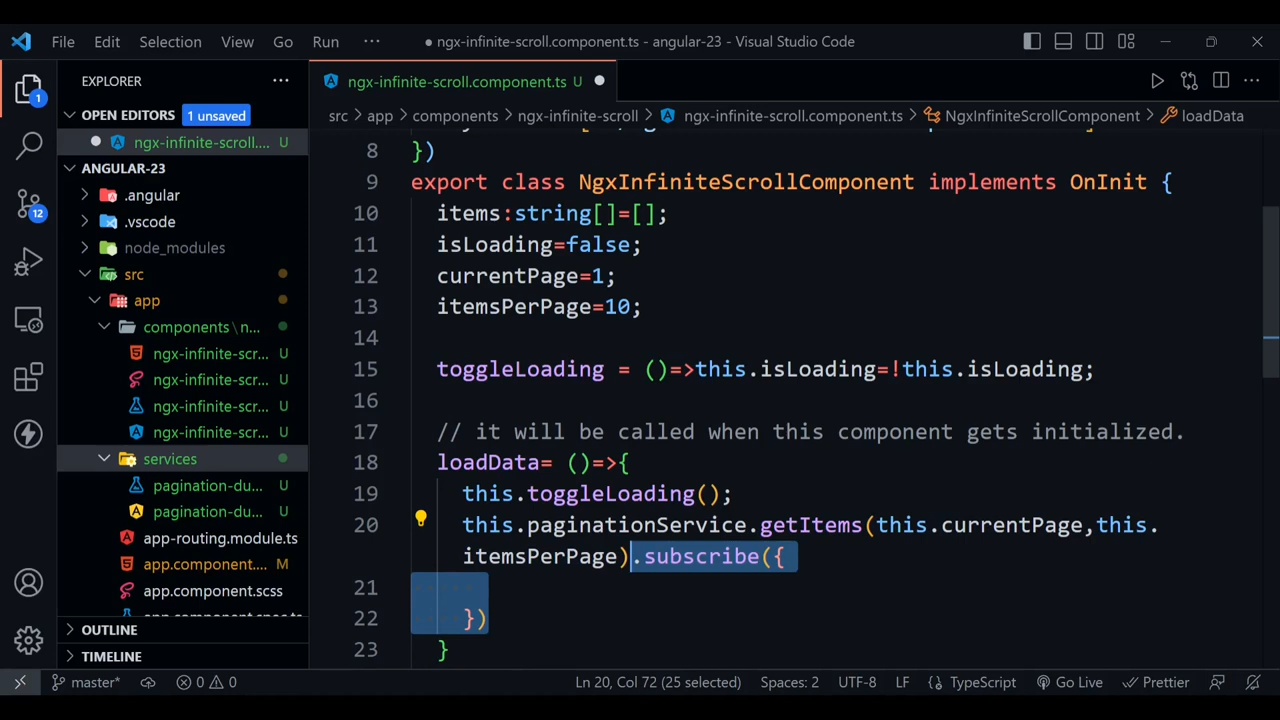 File Edit Selection View Go Run ··· ● ngx-infinite-scroll.component.ts - angular-23 - Visual Studio Code
EXPLORER ···
OPEN EDITORS 1 unsaved
ngx-infinite-scroll.... U
ANGULAR-23
.angular
.vscode
node_modules
src
app
components\n...
ngx-infinite-scr... U
ngx-infinite-scr... U
ngx-infinite-scr... U
ngx-infinite-scr... U
services
pagination-du... U
pagination-du... U
app-routing.module.ts
app.component.... M
app.component.scss
app.component.spec.ts
OUTLINE
TIMELINE
1
12
ngx-infinite-scroll.component.ts U
src > app > components > ngx-infinite-scroll > ngx-infinite-scroll.component.ts > NgxInfiniteScrollComponent > loadData
8 })
9 export class NgxInfiniteScrollComponent implements OnInit {
10 items:string[]=[];
11 isLoading=false;
12 currentPage=1;
13 itemsPerPage=10;
14
15 toggleLoading = ()=>this.isLoading=!this.isLoading;
16
17 // it will be called when this component gets initialized.
18 loadData= ()=>{
19 this.toggleLoading();
20 this.paginationService.getItems(this.currentPage,this.
itemsPerPage).subscribe({
21
22 })
23 }
master* 0 0 Ln 20, Col 72 (25 selected) Spaces: 2 UTF-8 LF TypeScript Go Live Prettier